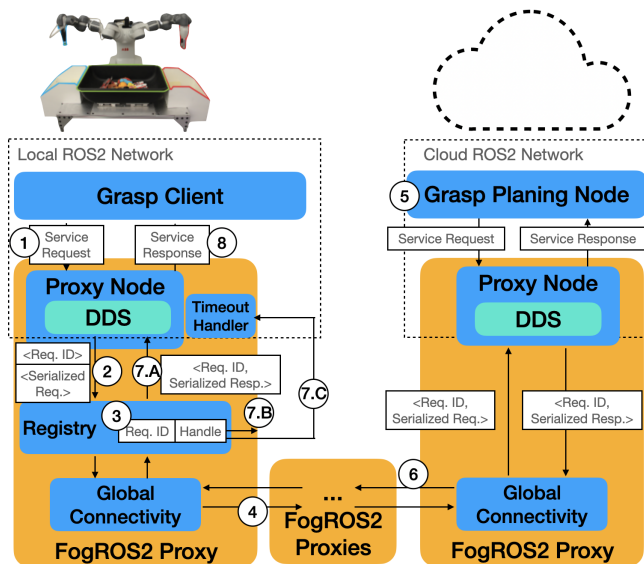 Local ROS2 Network
Grasp Client
1
Service
Request
Service
Response
8
Proxy Node
DDS
Timeout
Handler
<Req. ID>
<Serialized
Req.>
2
7.A
<Req. ID,
Serialized Resp.>
7.C
3
7.B
Registry
Req. ID
Handle
Global
Connectivity
4
FogROS2 Proxy
...
FogROS2
Proxies
6
Cloud ROS2 Network
5
Grasp Planing Node
Service Request
Service Response
Proxy Node
DDS
<Req. ID,
Serialized Req.>
<Req. ID,
Serialized Resp.>
Global
Connectivity
FogROS2 Proxy